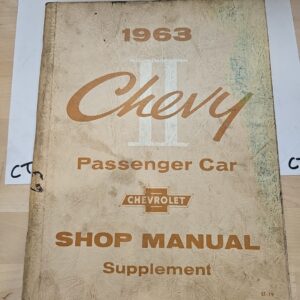 1963
Chevy II
Passenger Car
CHEVROLET
SHOP MANUAL
Supplement